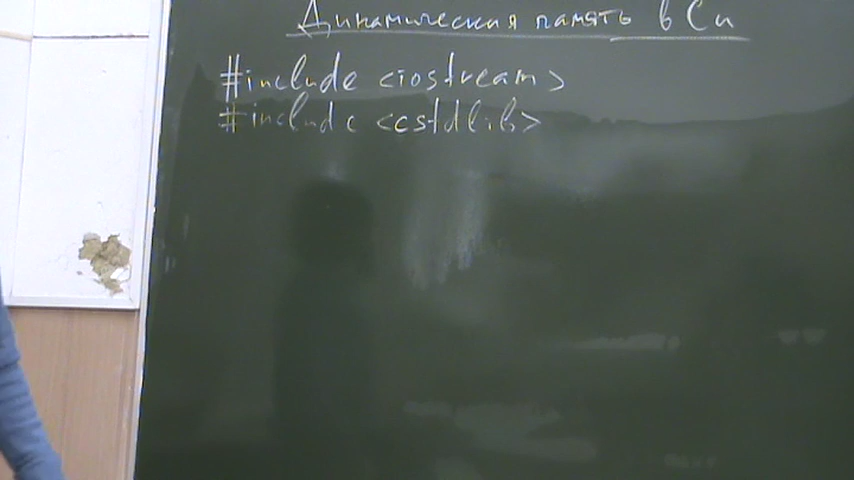 Динамическая память в Си
#include <iostream>
#include <cstdlib>